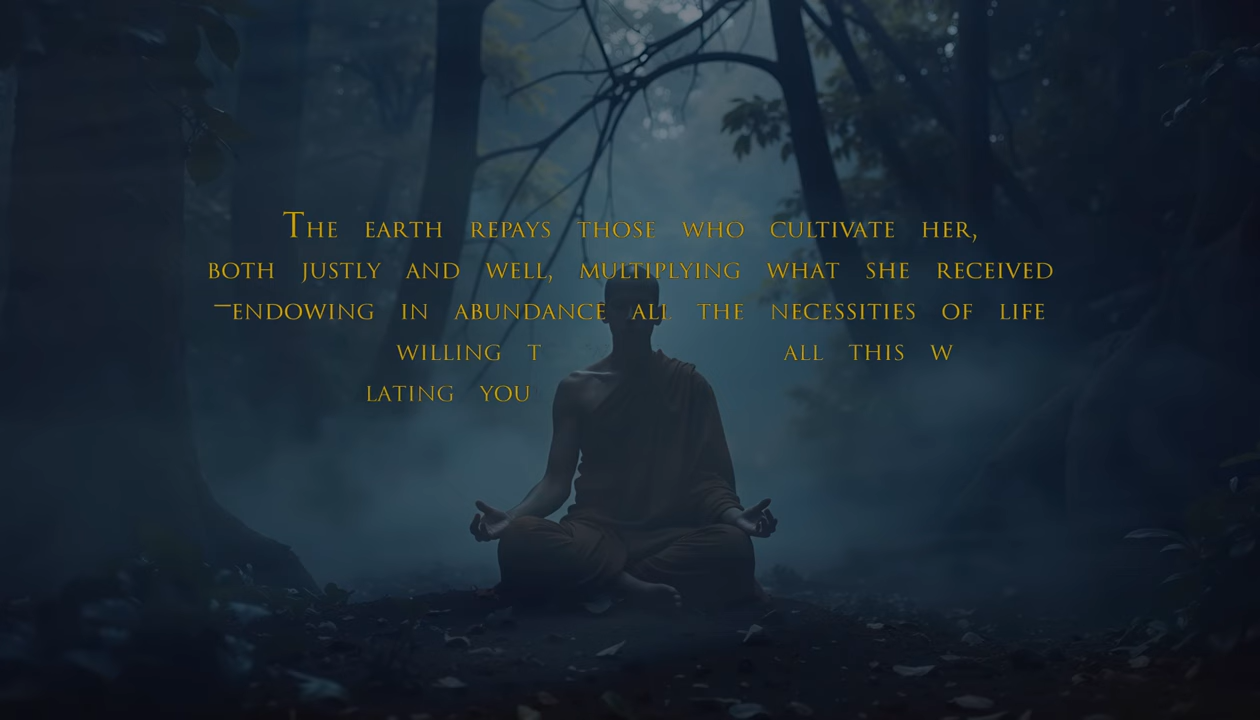 The earth repays those who cultivate her,
both justly and well, multiplying what she received
—endowing in abundance all the necessities of life
willing t all this w
lating you